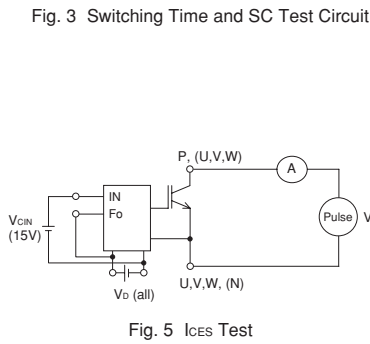 Fig. 3 Switching Time and SC Test Circuit
P, (U,V,W)
A
IN
Fo
VCIN
(15V)
Pulse
V
VD (all)
U,V,W, (N)
Fig. 5 ICES Test